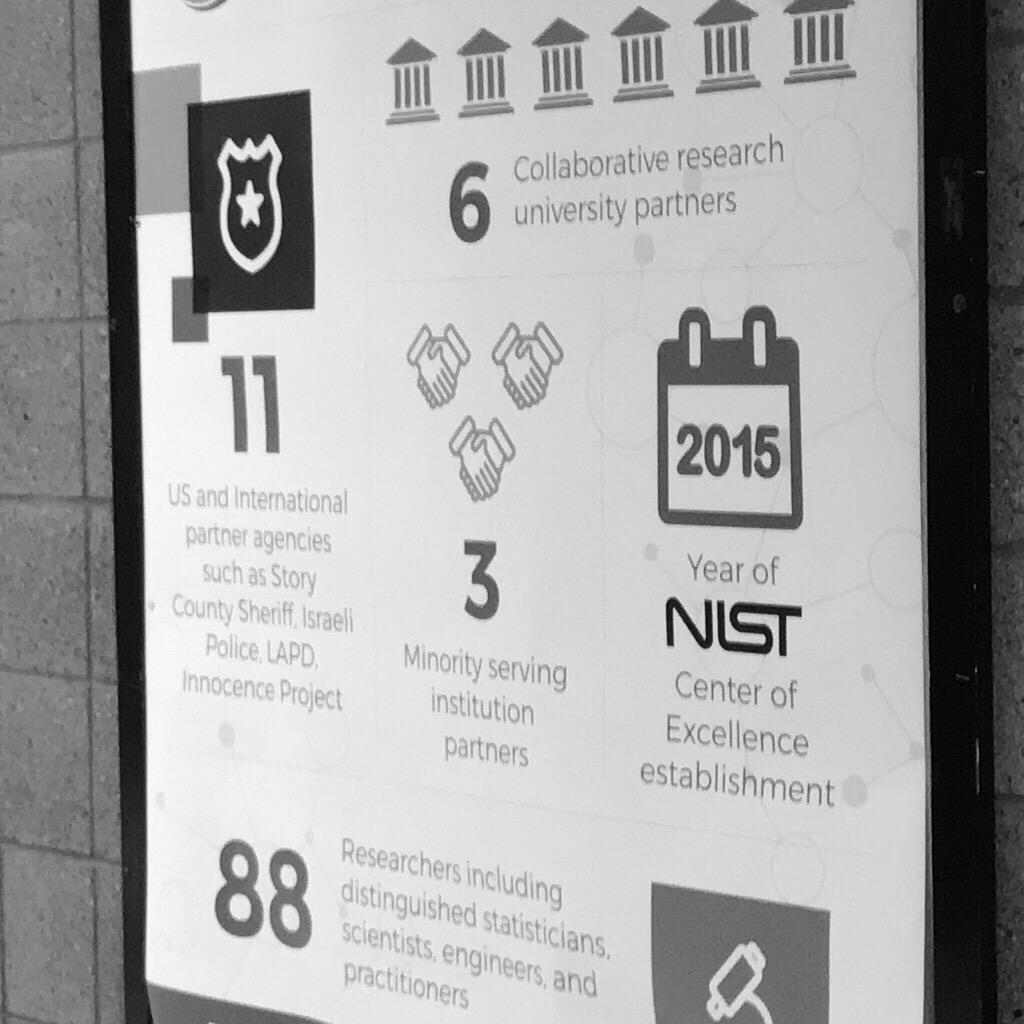 6
Collaborative research
university partners
11
US and International
partner agencies
such as Story
County Sheriff, Israeli
Police, LAPD,
Innocence Project
3
Minority serving
institution
partners
2015
Year of
NIST
Center of
Excellence
establishment
88
Researchers including
distinguished statisticians,
scientists, engineers, and
practitioners